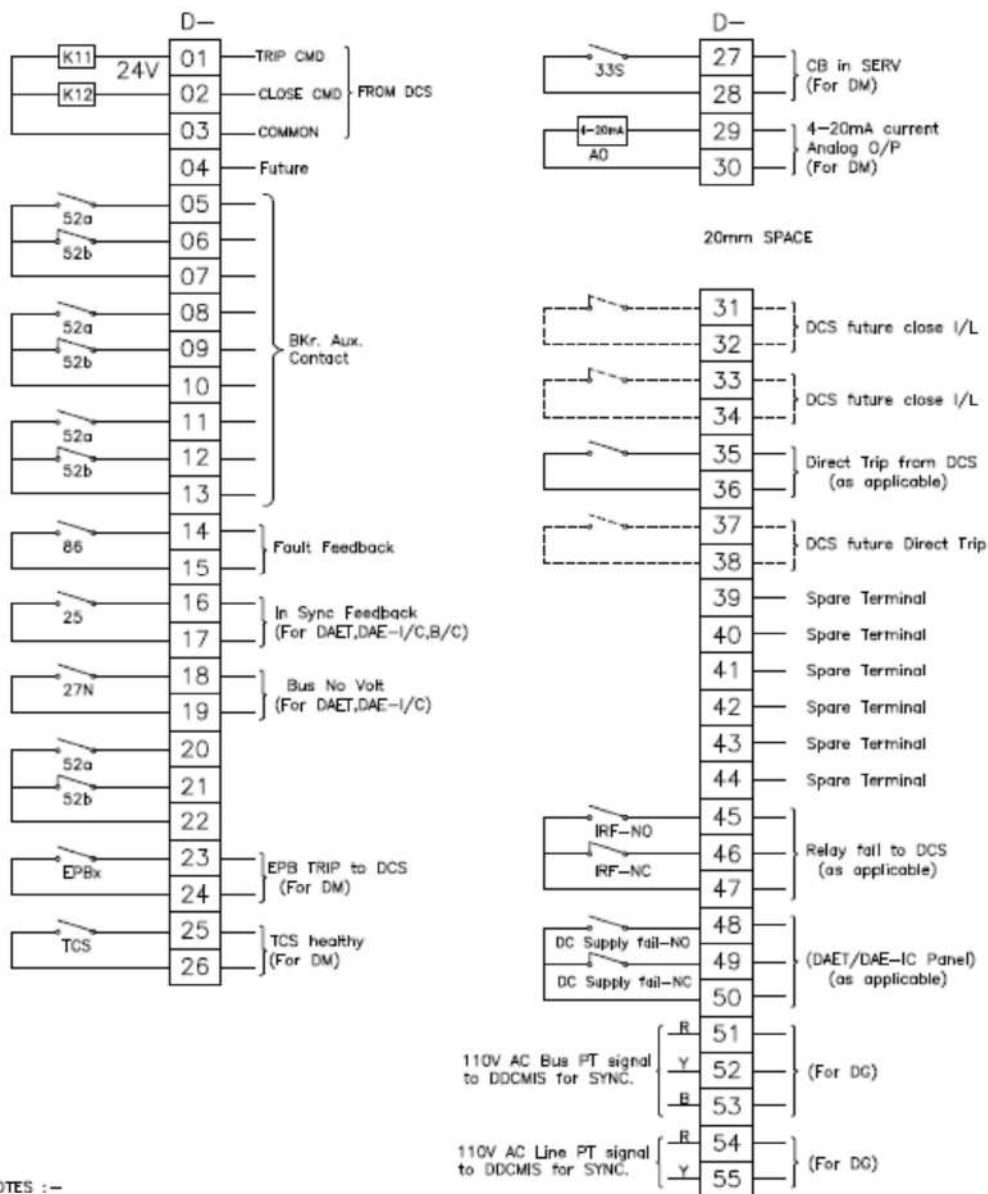 D–
K11
24V
01
TRIP CMD
K12
02
CLOSE CMD
FROM DCS
03
COMMON
04
Future
52a
05
52b
06
07
52a
08
52b
09
10
BKr. Aux.
Contact
52a
11
52b
12
13
86
14
15
Fault Feedback
25
16
17
In Sync Feedback
(For DAET,DAE–I/C,B/C)
27N
18
19
Bus No Volt
(For DAET,DAE–I/C)
52a
20
52b
21
22
EPBx
23
24
EPB TRIP to DCS
(For DM)
TCS
25
26
TCS healthy
(For DM)
D–
33S
27
28
CB in SERV
(For DM)
4–20mA
AO
29
30
4–20mA current
Analog O/P
(For DM)
20mm SPACE
31
32
DCS future close I/L
33
34
DCS future close I/L
35
36
Direct Trip from DCS
(as applicable)
37
38
DCS future Direct Trip
39 Spare Terminal
40 Spare Terminal
41 Spare Terminal
42 Spare Terminal
43 Spare Terminal
44 Spare Terminal
IRF–NO
45
IRF–NC
46
47
Relay fail to DCS
(as applicable)
DC Supply fail–NO
48
DC Supply fail–NC
49
50
(DAET/DAE–IC Panel)
(as applicable)
110V AC Bus PT signal
to DDCMIS for SYNC.
R 51
Y 52
B 53
(For DG)
110V AC Line PT signal
to DDCMIS for SYNC.
R 54
Y 55
(For DG)